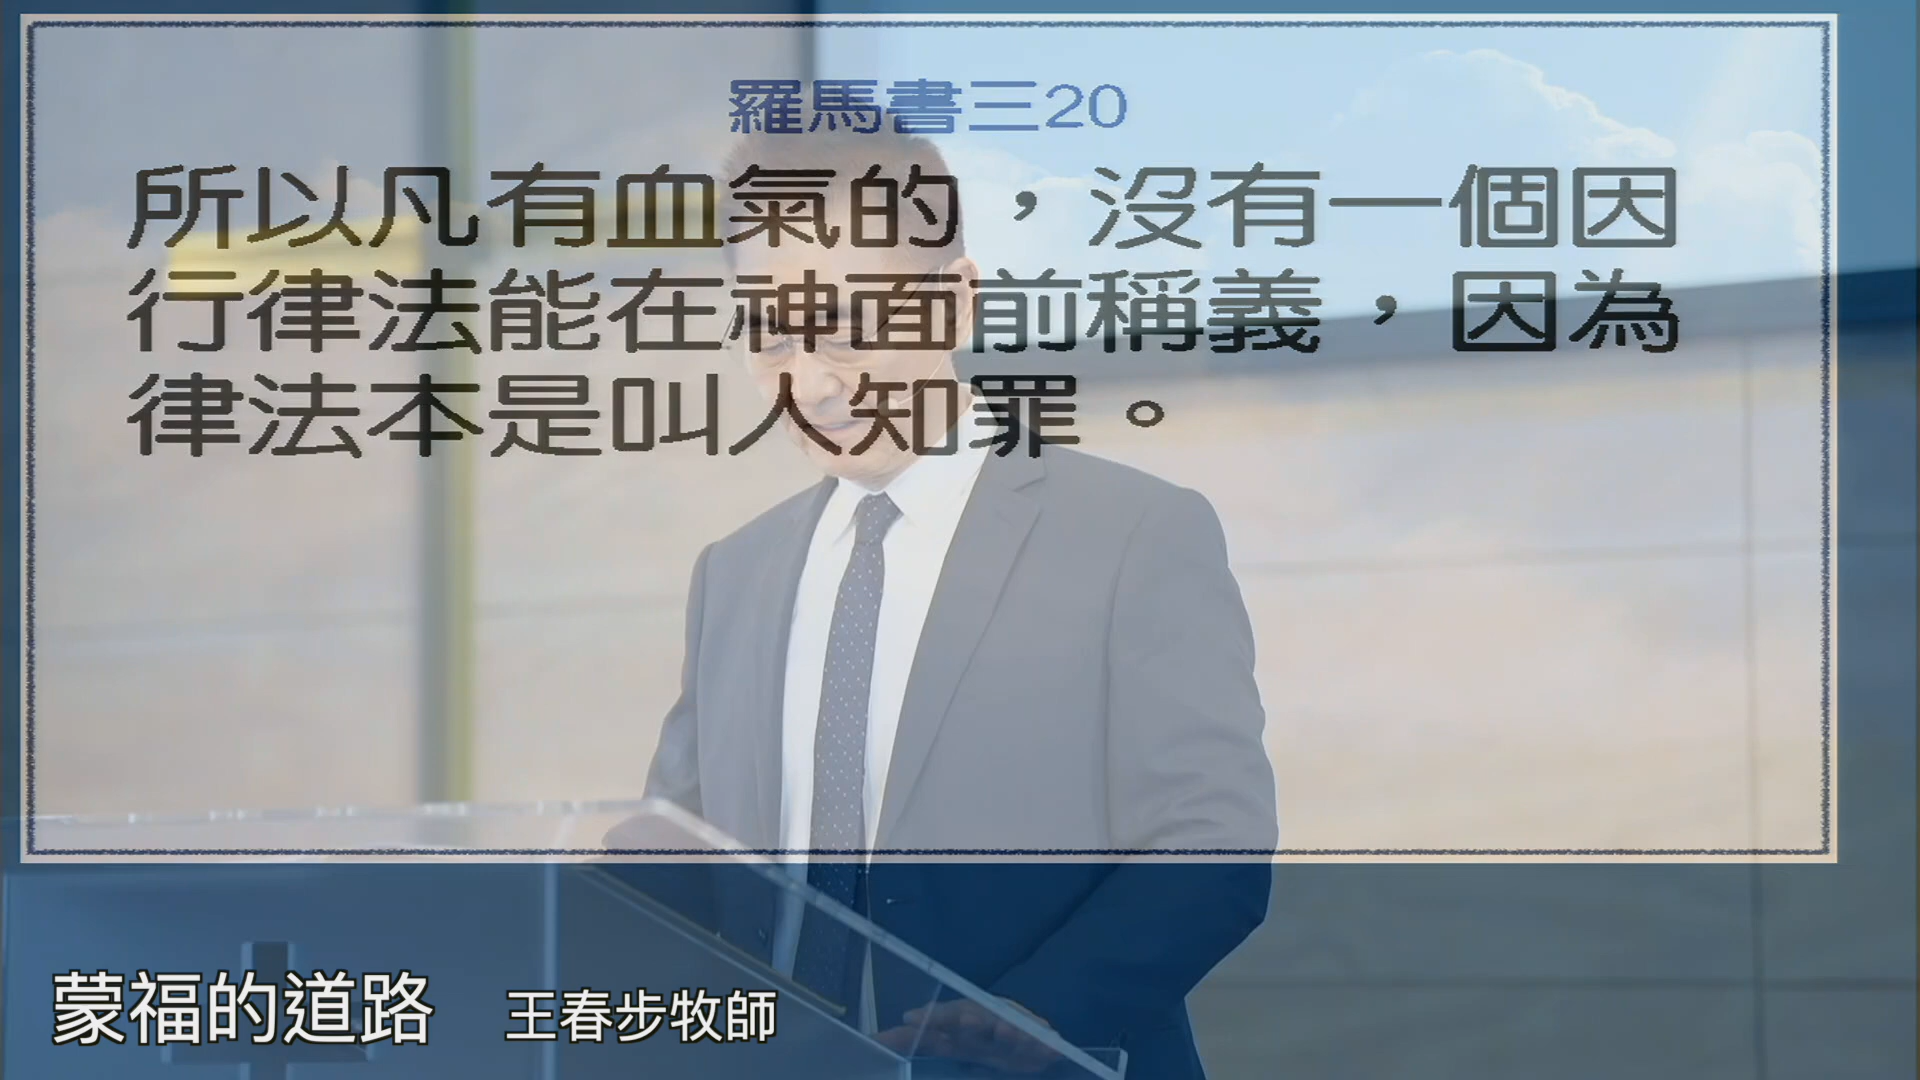 羅馬書三20
所以凡有血氣的，沒有一個因
行律法能在神面前稱義，因為
律法本是叫人知罪。
蒙福的道路 王春步牧師